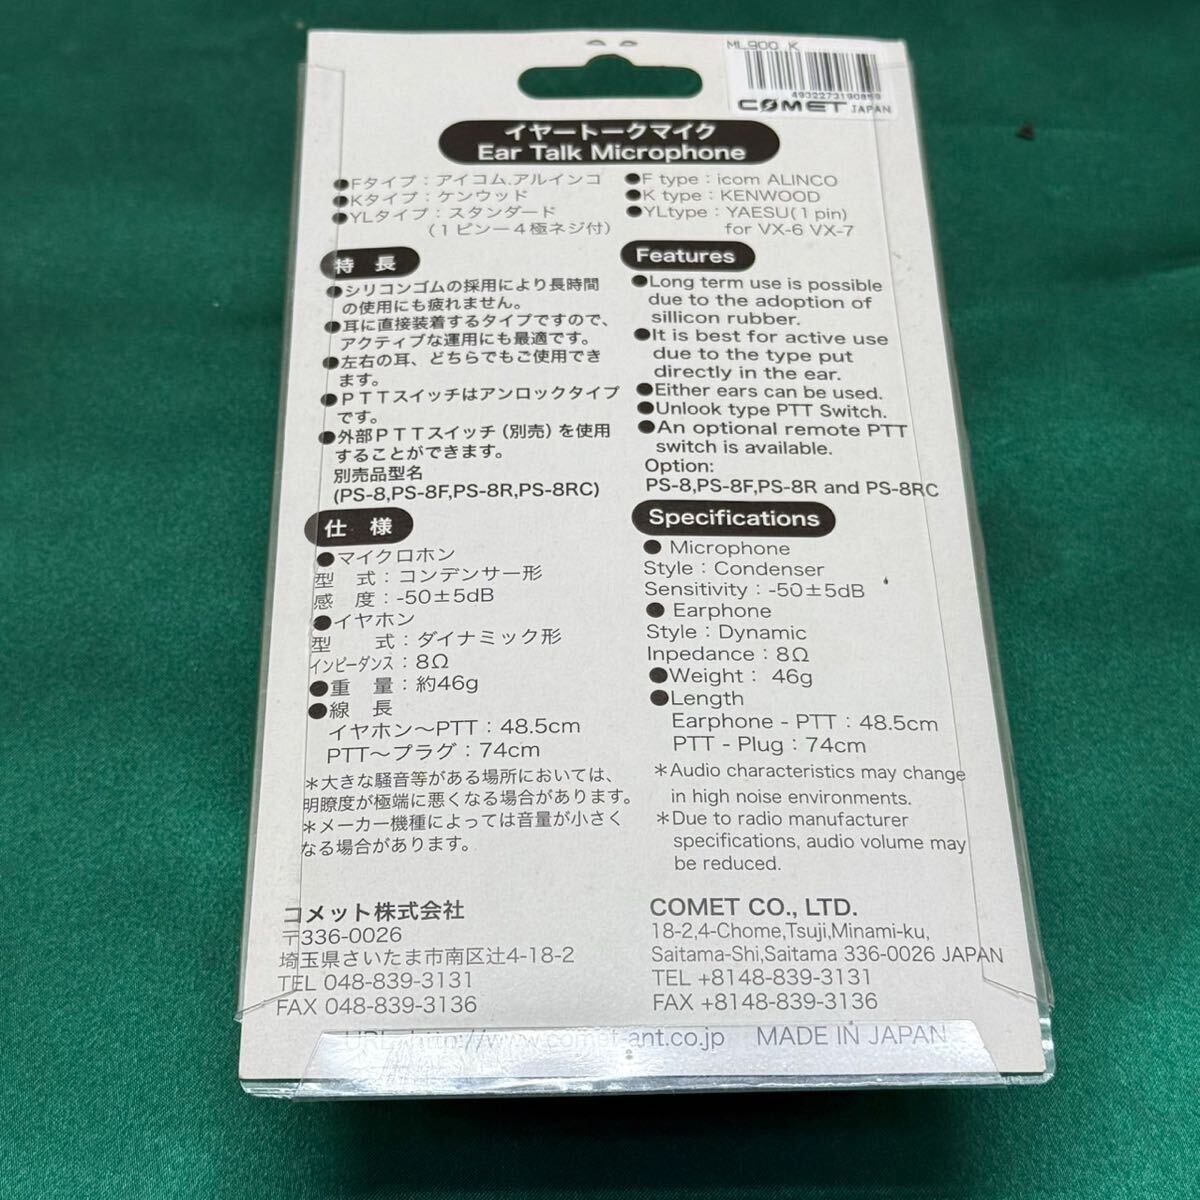 ML900 K
4932273190859
COMET JAPAN
イヤートークマイク
Ear Talk Microphone
●Fタイプ：アイコム.アルインコ
●Kタイプ：ケンウッド
●YLタイプ：スタンダード
（1ピンー4極ネジ付）
●F type：icom ALINCO
●K type：KENWOOD
●YLtype：YAESU(1 pin)
for VX-6 VX-7
特 長
●シリコンゴムの採用により長時間
の使用にも疲れません。
●耳に直接装着するタイプですので、
アクティブな運用にも最適です。
●左右の耳、どちらでもご使用でき
ます。
●ＰＴＴスイッチはアンロックタイプ
です。
●外部ＰＴＴスイッチ（別売）を使用
することができます。
別売品型名
(PS-8,PS-8F,PS-8R,PS-8RC)
Features
●Long term use is possible
due to the adoption of
sillicon rubber.
●It is best for active use
due to the type put
directly in the ear.
●Either ears can be used.
●Unlook type PTT Switch.
●An optional remote PTT
switch is available.
Option:
PS-8,PS-8F,PS-8R and PS-8RC
仕 様
●マイクロホン
型 式：コンデンサー形
感 度：-50±5dB
●イヤホン
型 式：ダイナミック形
インピーダンス：8Ω
●重 量：約46g
●線 長
イヤホン〜PTT：48.5cm
PTT〜プラグ：74cm
＊大きな騒音等がある場所においては、
明瞭度が極端に悪くなる場合があります。
＊メーカー機種によっては音量が小さく
なる場合があります。
Specifications
● Microphone
Style：Condenser
Sensitivity：-50±5dB
● Earphone
Style：Dynamic
Inpedance：8Ω
●Weight： 46g
●Length
Earphone - PTT：48.5cm
PTT - Plug：74cm
＊Audio characteristics may change
in high noise environments.
＊Due to radio manufacturer
specifications, audio volume may
be reduced.
コメット株式会社
〒336-0026
埼玉県さいたま市南区辻4-18-2
TEL 048-839-3131
FAX 048-839-3136
COMET CO., LTD.
18-2,4-Chome,Tsuji,Minami-ku,
Saitama-Shi,Saitama 336-0026 JAPAN
TEL +8148-839-3131
FAX +8148-839-3136
URL http://www.comet-ant.co.jp MADE IN JAPAN